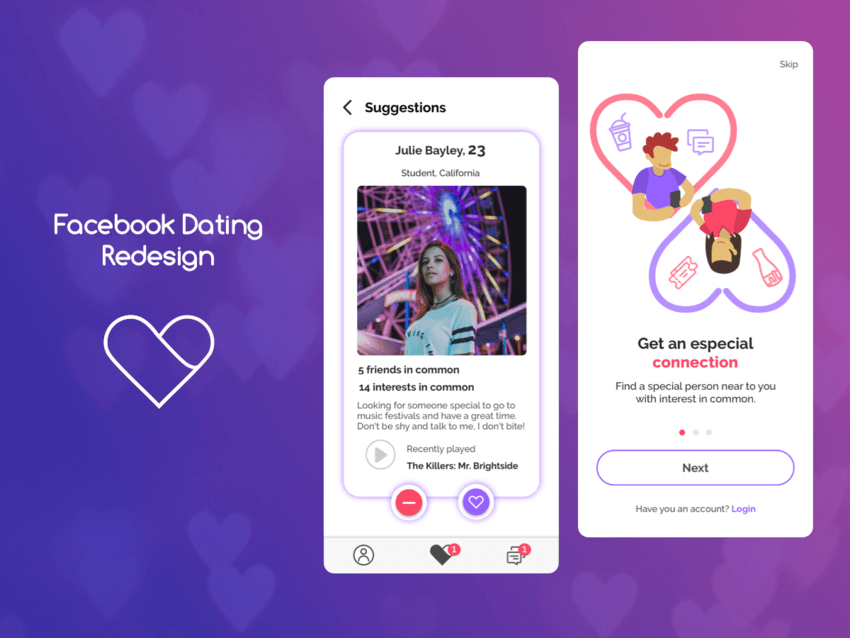 Facebook Dating
Redesign
Suggestions
Julie Bayley, 23
Student, California
5 friends in common
14 interests in common
Looking for someone special to go to
music festivals and have a great time.
Don't be shy and talk to me, I don't bite!
Recently played
The Killers: Mr. Brightside
1
1
Skip
Get an especial
connection
Find a special person near to you
with interest in common.
Next
Have you an account? Login